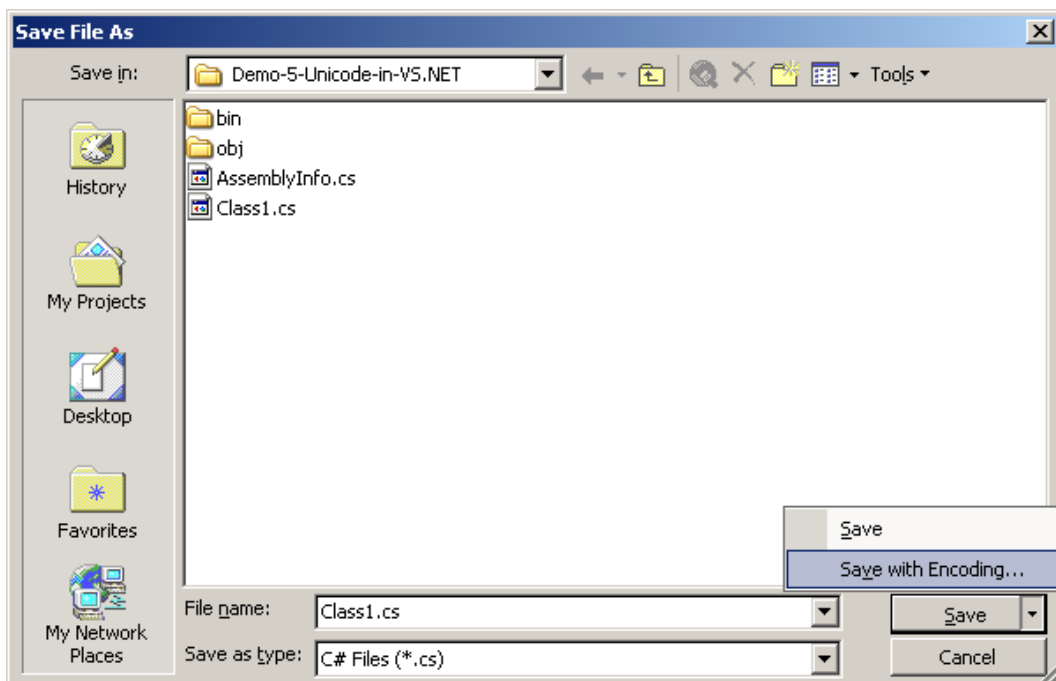 Save File As
Save in:
Demo-5-Unicode-in-VS.NET
Tools
History
My Projects
Desktop
Favorites
My Network
Places
bin
obj
AssemblyInfo.cs
Class1.cs
Save
Save with Encoding...
File name:
Class1.cs
Save
Save as type:
C# Files (*.cs)
Cancel